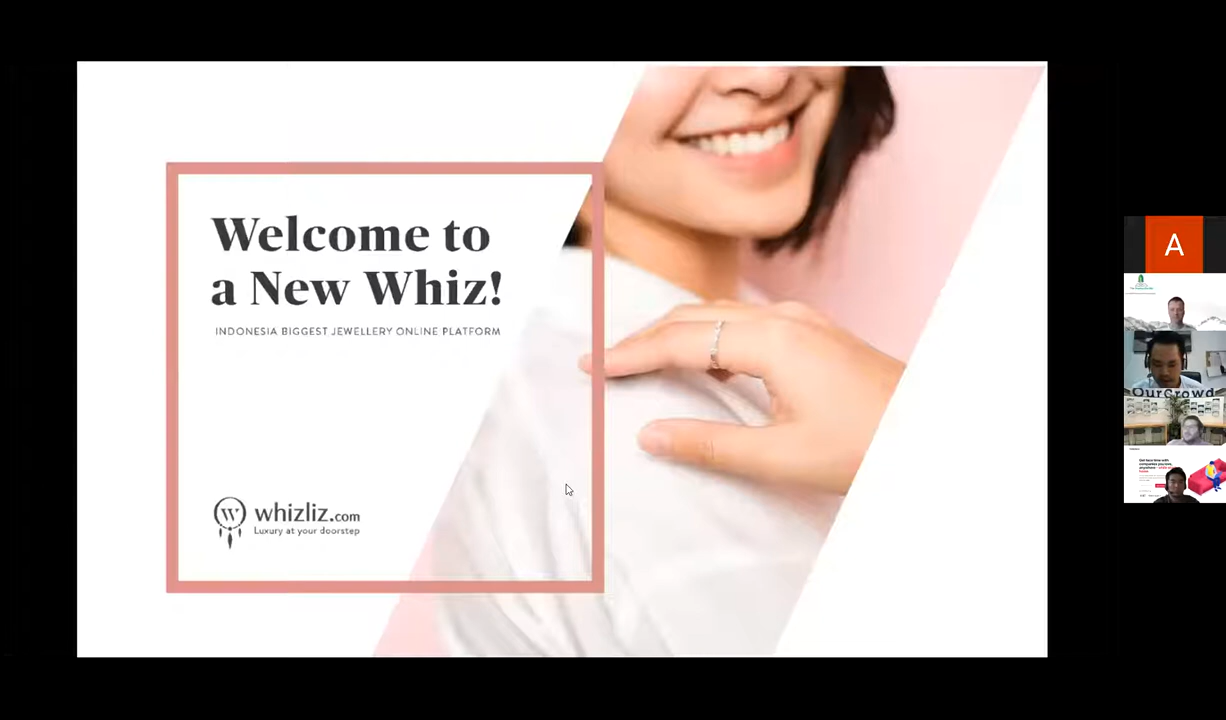 Welcome to
a New Whiz!
INDONESIA BIGGEST JEWELLERY ONLINE PLATFORM
W whizliz.com
Luxury at your doorstep
A
OurCrowd